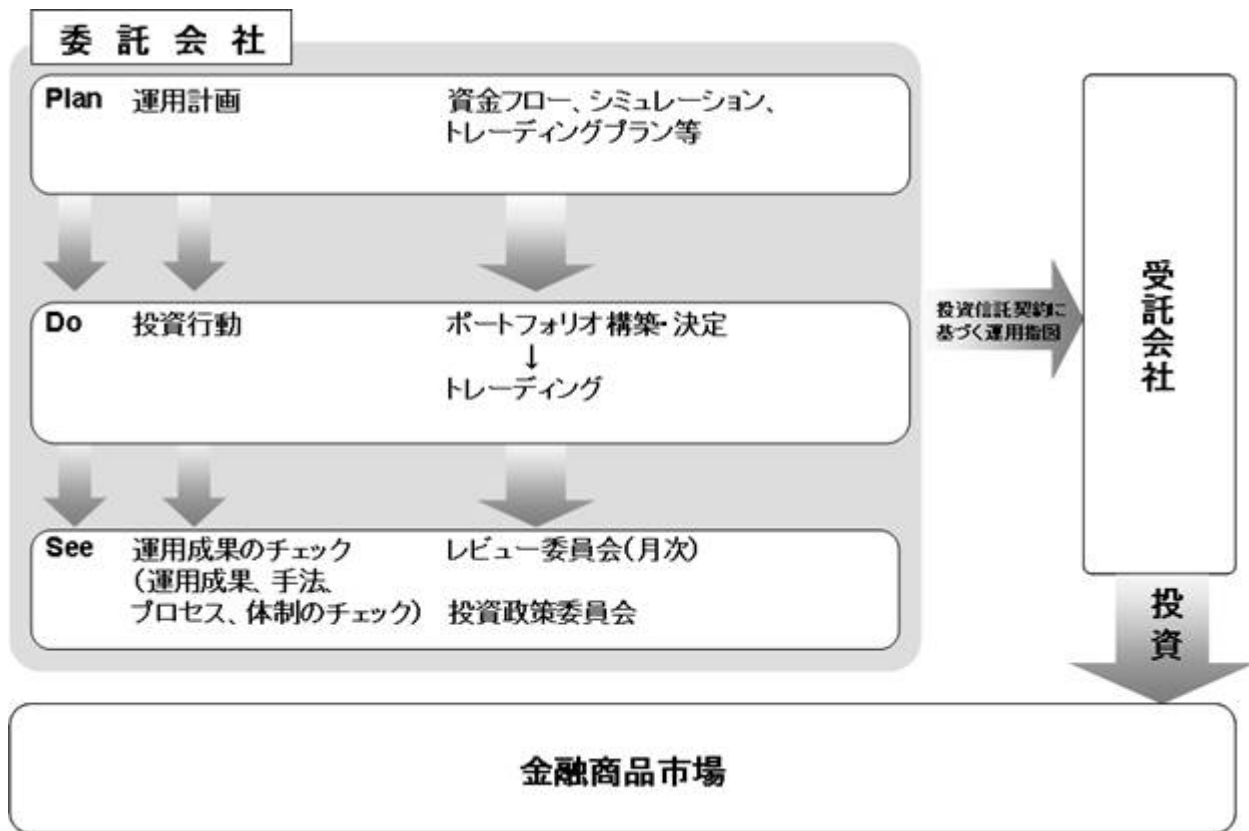 委託会社
Plan 運用計画 資金フロー、シミュレーション、
トレーディングプラン等
Do 投資行動 ポートフォリオ構築・決定
↓
トレーディング
See 運用成果のチェック レビュー委員会(月次)
(運用成果、手法、
プロセス、体制のチェック) 投資政策委員会
投資信託契約に
基づく運用指図
受託会社
投資
金融商品市場